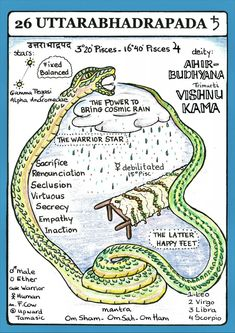 26 UTTARABHADRAPADA ♄
उत्तराभाद्रपद
3°20' Pisces - 16°40 Pisces ♃
stars:
Fixed
Balanced
Gamma Pegasi
Alpha Andromedae
deity:
AHIR-
BUDHYANA
Trimurti
VISHNU
KAMA
THE POWER TO
BRING COSMIC RAIN
THE WARRIOR STAR
Sacrifice
Renounciation
Seclusion
Virtuous
Secrecy
Empathy
Inaction
☿ debilitated
15° Pisc
THE LATTER
HAPPY FEET
♂ Male
Ether
Warrior
Human
F. Cow
Upward
Tamasic
mantra
Om Sham - Om Sah - Om Ham
1 Leo
2 Virgo
3 Libra
4 Scorpio